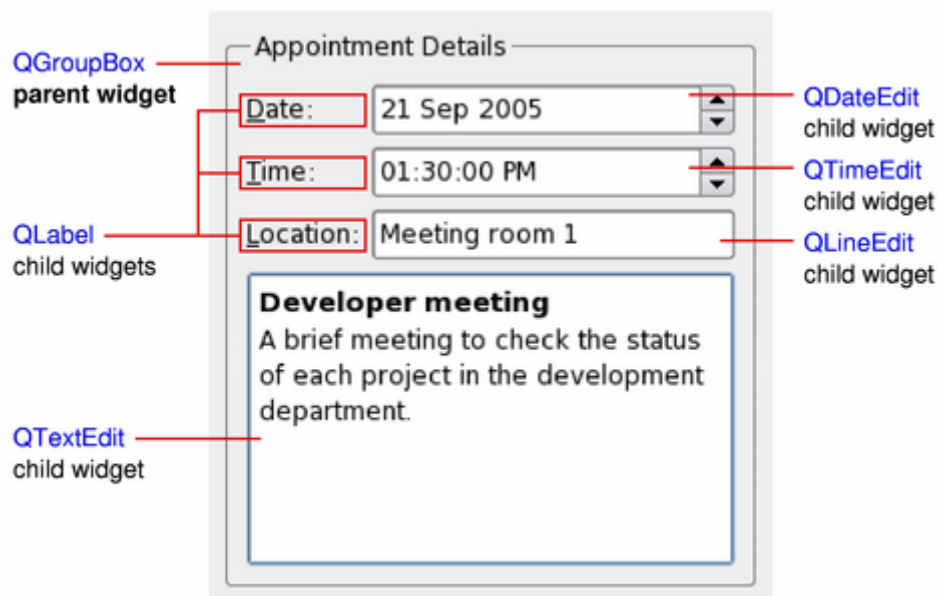 Appointment Details
QGroupBox
parent widget
Date:
21 Sep 2005
QDateEdit
child widget
Time:
01:30:00 PM
QTimeEdit
child widget
QLabel
child widgets
Location:
Meeting room 1
QLineEdit
child widget
Developer meeting
A brief meeting to check the status
of each project in the development
department.
QTextEdit
child widget